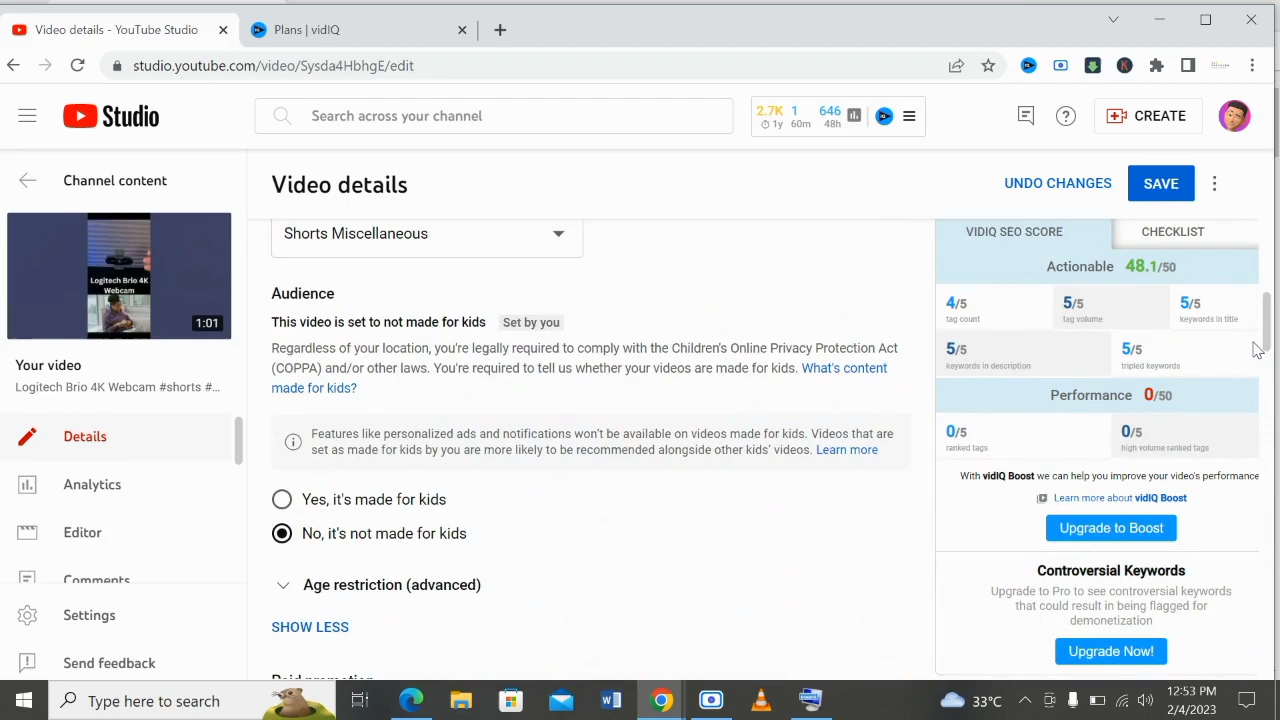 Video details - YouTube Studio
Plans | vidIQ
studio.youtube.com/video/Sysda4HbhgE/edit
K
Studio
Search across your channel
2.7K 1 646
1y 60m 48h
CREATE
Channel content
Video details
UNDO CHANGES
SAVE
Logitech Brio 4K
Webcam
1:01
Your video
Logitech Brio 4K Webcam #shorts #...
Details
Analytics
Editor
Comments
Settings
Send feedback
Shorts Miscellaneous
Audience
This video is set to not made for kids Set by you
Regardless of your location, you're legally required to comply with the Children's Online Privacy Protection Act
(COPPA) and/or other laws. You're required to tell us whether your videos are made for kids. What's content
made for kids?
Features like personalized ads and notifications won't be available on videos made for kids. Videos that are
set as made for kids by you are more likely to be recommended alongside other kids' videos. Learn more
Yes, it's made for kids
No, it's not made for kids
Age restriction (advanced)
SHOW LESS
Paid promotion
VIDIQ SEO SCORE
CHECKLIST
Actionable 48.1/50
4/5
tag count
5/5
tag volume
5/5
keywords in title
5/5
keywords in description
5/5
tripled keywords
Performance 0/50
0/5
ranked tags
0/5
high volume ranked tags
With vidIQ Boost we can help you improve your video's performance
Learn more about vidIQ Boost
Upgrade to Boost
Controversial Keywords
Upgrade to Pro to see controversial keywords
that could result in being flagged for
demonetization
Upgrade Now!
Type here to search
33°C
12:53 PM
2/4/2023